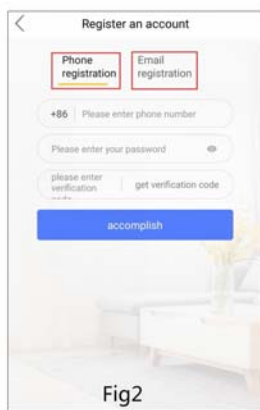 Register an account
Phone
registration
Email
registration
+86 Please enter phone number
Please enter your password
please enter
verification
code
get verification code
accomplish
Fig2